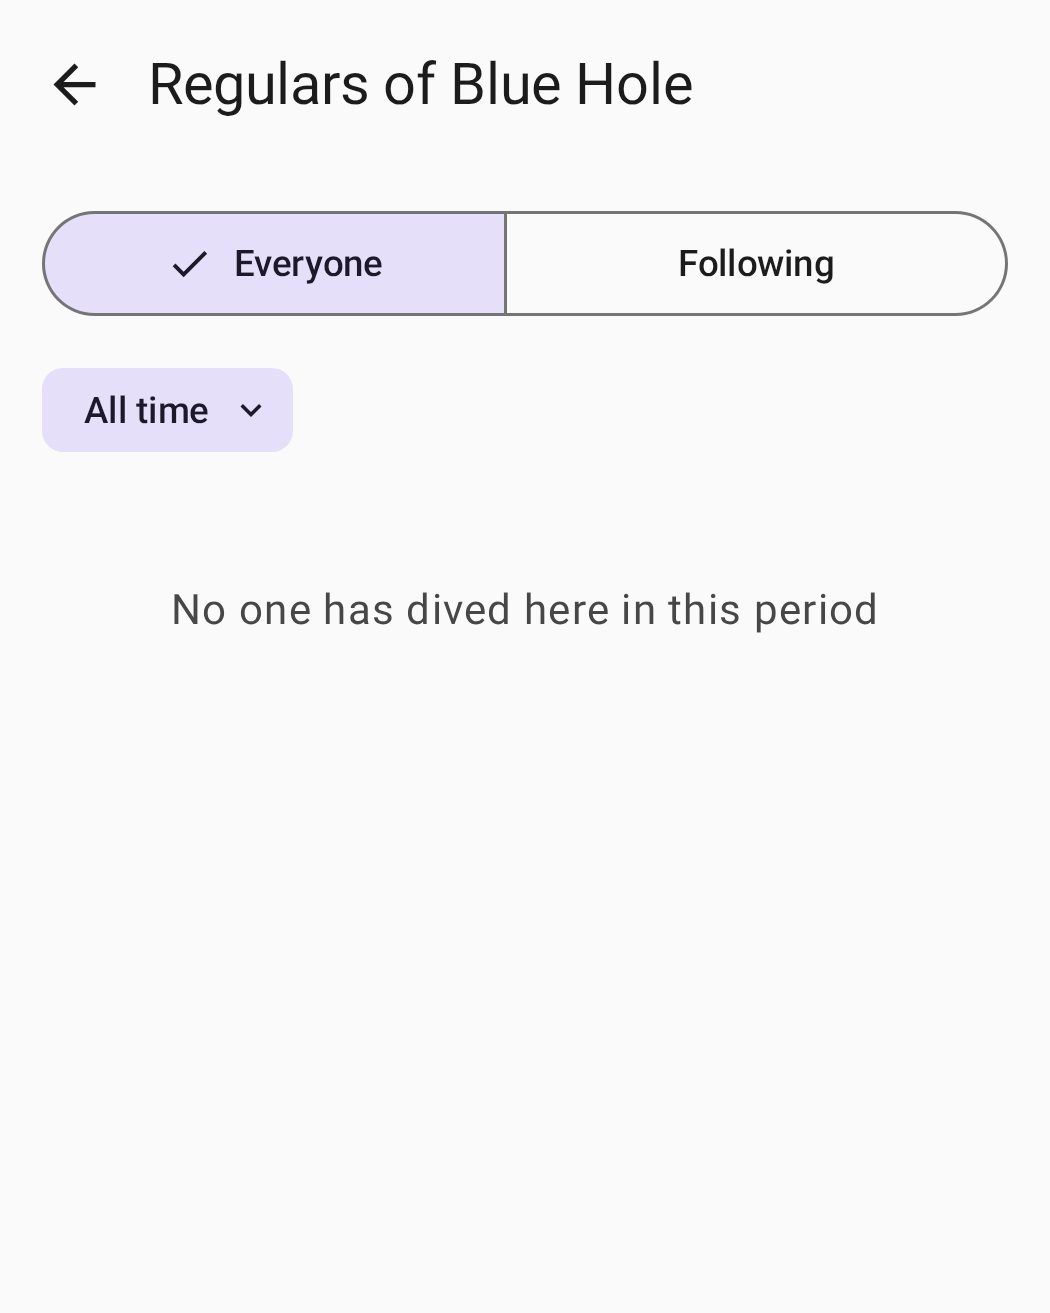 Regulars of Blue Hole
Everyone
Following
All time
No one has dived here in this period